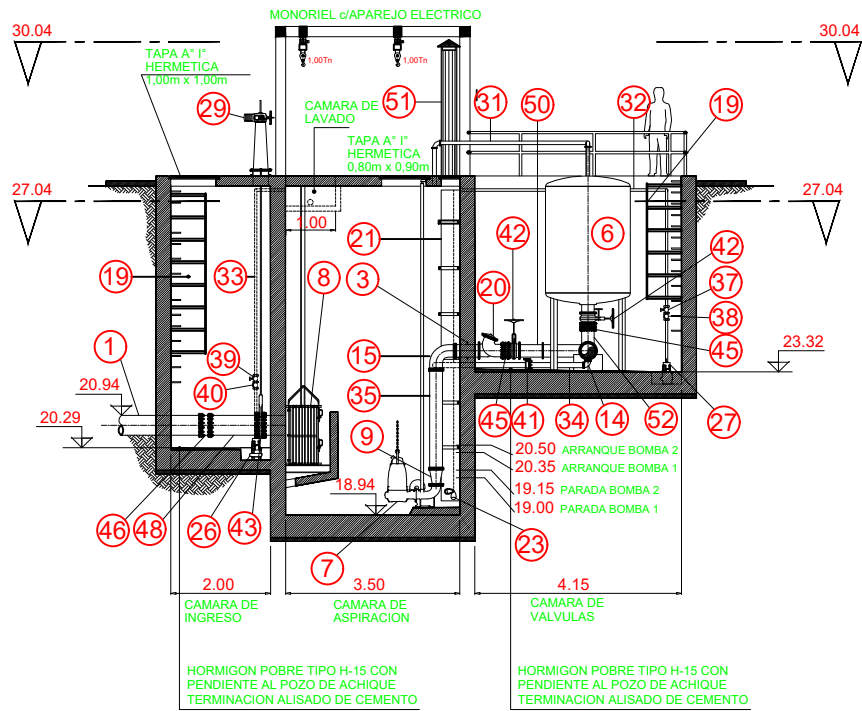 MONORIEL c/APAREJO ELECTRICO
30.04
30.04
TAPA A° I°
HERMETICA
1,00m x 1,00m
1,00Tn
1,00Tn
29
CAMARA DE
LAVADO
51
31
50
32
19
TAPA A° I°
HERMETICA
0,80m x 0,90m
27.04
27.04
1.00
21
6
42
42
19
33
8
3
20
37
38
1
39
40
15
35
45
23.32
20.94
20.29
45
41
34
14
52
27
9
20.50 ARRANQUE BOMBA 2
20.35 ARRANQUE BOMBA 1
19.15 PARADA BOMBA 2
19.00 PARADA BOMBA 1
18.94
46
48
26
43
7
23
2.00
3.50
4.15
CAMARA DE
INGRESO
CAMARA DE
ASPIRACION
CAMARA DE
VALVULAS
HORMIGON POBRE TIPO H-15 CON
PENDIENTE AL POZO DE ACHIQUE
TERMINACION ALISADO DE CEMENTO
HORMIGON POBRE TIPO H-15 CON
PENDIENTE AL POZO DE ACHIQUE
TERMINACION ALISADO DE CEMENTO